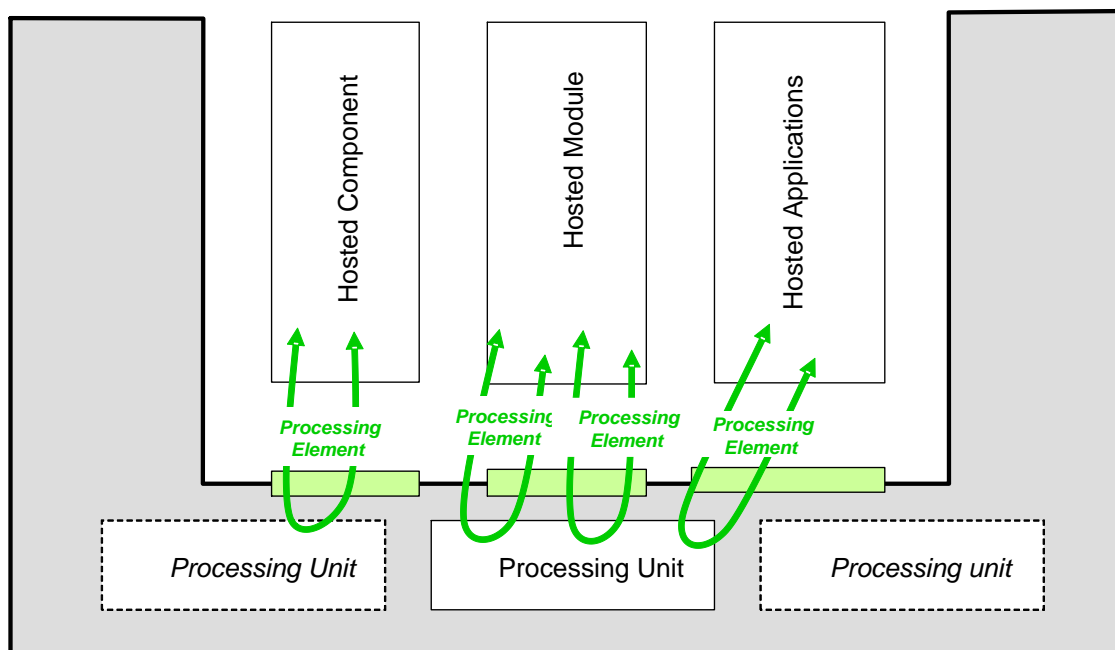 Hosted Component
Hosted Module
Hosted Applications
Processing
Element
Processing
Element
Processing
Element
Processing
Element
Processing Unit
Processing Unit
Processing unit